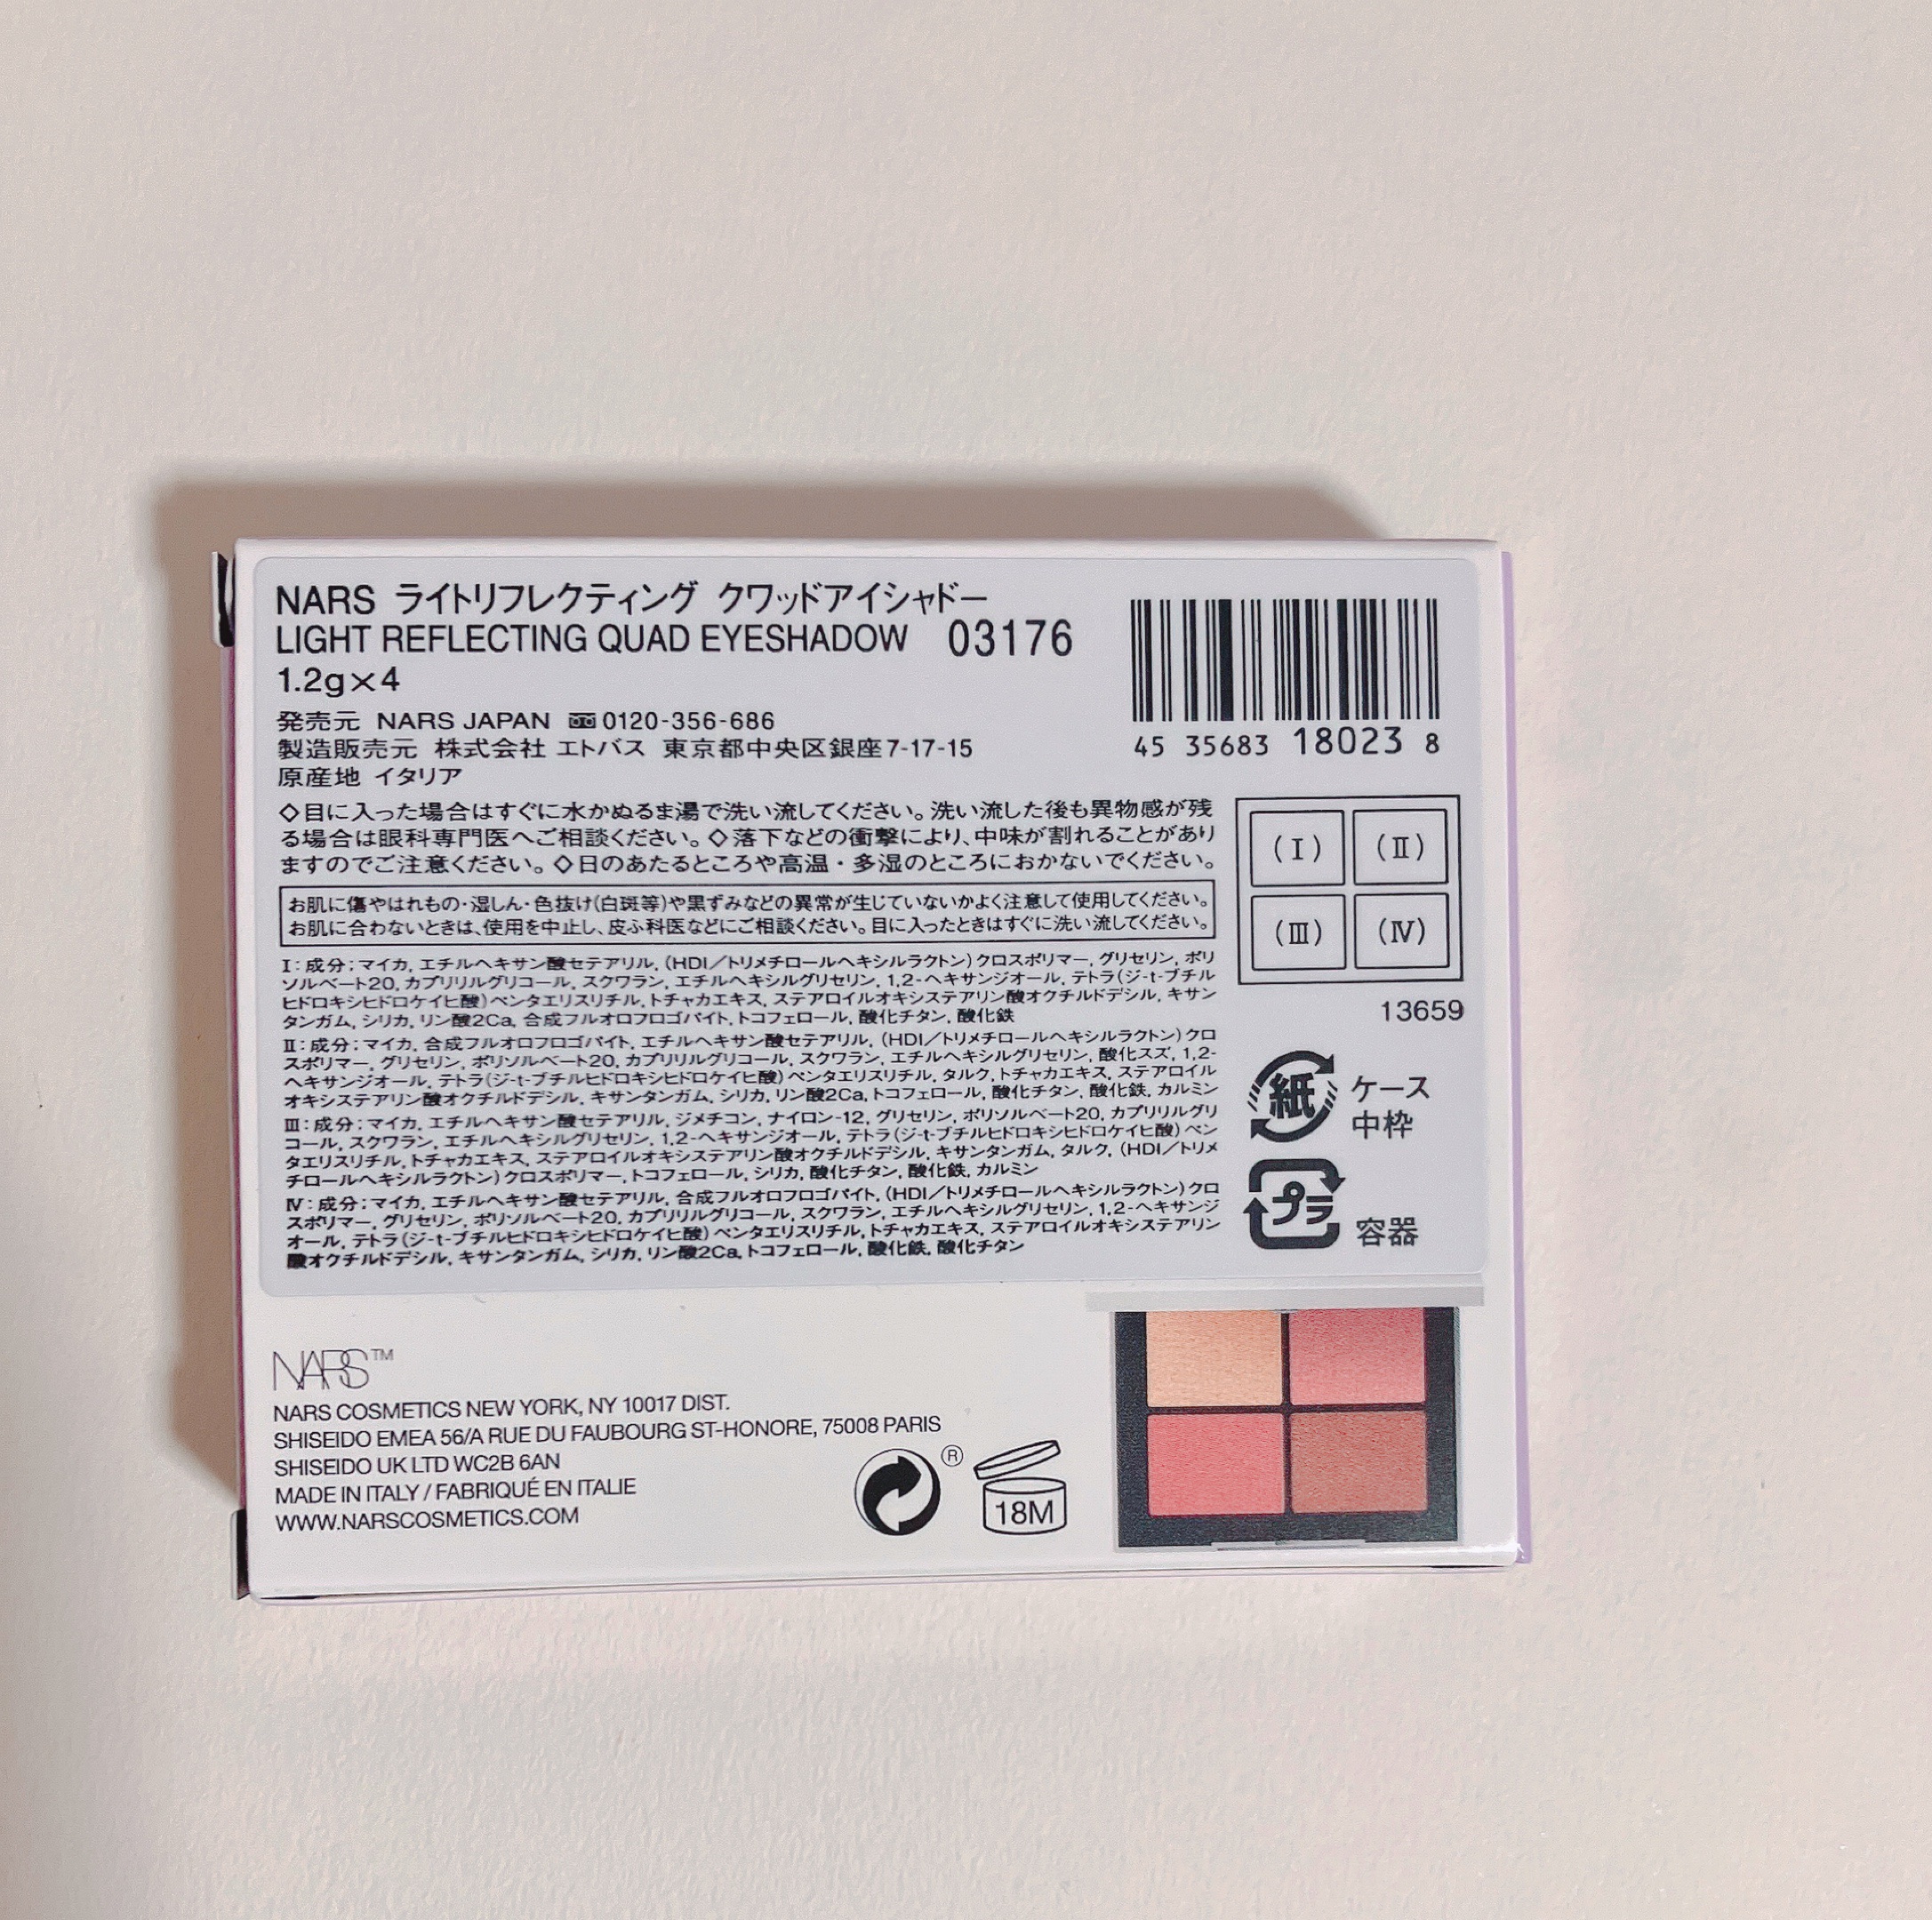 NARS ライトリフレクティング クワッドアイシャドー
LIGHT REFLECTING QUAD EYESHADOW 03176
1.2g×4
発売元 NARS JAPAN 0120-356-686
製造販売元 株式会社 エトバス 東京都中央区銀座7-17-15
原産地 イタリア
45 35683 18023 8
◇目に入った場合はすぐに水かぬるま湯で洗い流してください。洗い流した後も異物感が残
る場合は眼科専門医へご相談ください。◇落下などの衝撃により、中味が割れることがあり
ますのでご注意ください。◇日のあたるところや高温・多湿のところにおかないでください。
お肌に傷やはれもの・湿しん・色抜け(白斑等)や黒ずみなどの異常が生じていないかよく注意して使用してください。
お肌に合わないときは、使用を中止し、皮ふ科医などにご相談ください。目に入ったときはすぐに洗い流してください。
Ⅰ:成分;マイカ, エチルヘキサン酸セテアリル, (HDI/トリメチロールヘキシルラクトン)クロスポリマー, グリセリン, ポリ
ソルベート20, カプリリルグリコール, スクワラン, エチルヘキシルグリセリン, 1,2-ヘキサンジオール, テトラ(ジ-t-ブチル
ヒドロキシヒドロケイヒ酸)ペンタエリスリチル, トチャカエキス, ステアロイルオキシステアリン酸オクチルドデシル, キサン
タンガム, シリカ, リン酸2Ca, 合成フルオロフロゴパイト, トコフェロール, 酸化チタン, 酸化鉄
Ⅱ:成分;マイカ, 合成フルオロフロゴパイト, エチルヘキサン酸セテアリル, (HDI/トリメチロールヘキシルラクトン)クロ
スポリマー, グリセリン, ポリソルベート20, カプリリルグリコール, スクワラン, エチルヘキシルグリセリン, 酸化スズ, 1,2-
ヘキサンジオール, テトラ(ジ-t-ブチルヒドロキシヒドロケイヒ酸)ペンタエリスリチル, タルク, トチャカエキス, ステアロイル
オキシステアリン酸オクチルドデシル, キサンタンガム, シリカ, リン酸2Ca, トコフェロール, 酸化チタン, 酸化鉄, カルミン
Ⅲ:成分;マイカ, エチルヘキサン酸セテアリル, ジメチコン, ナイロン-12, グリセリン, ポリソルベート20, カプリリルグリ
コール, スクワラン, エチルヘキシルグリセリン, 1,2-ヘキサンジオール, テトラ(ジ-t-ブチルヒドロキシヒドロケイヒ酸)ペン
タエリスリチル, トチャカエキス, ステアロイルオキシステアリン酸オクチルドデシル, キサンタンガム, タルク, (HDI/トリメ
チロールヘキシルラクトン)クロスポリマー, トコフェロール, シリカ, 酸化チタン, 酸化鉄, カルミン
Ⅳ:成分;マイカ, エチルヘキサン酸セテアリル, 合成フルオロフロゴパイト, (HDI/トリメチロールヘキシルラクトン)クロ
スポリマー, グリセリン, ポリソルベート20, カプリリルグリコール, スクワラン, エチルヘキシルグリセリン, 1,2-ヘキサンジ
オール, テトラ(ジ-t-ブチルヒドロキシヒドロケイヒ酸)ペンタエリスリチル, トチャカエキス, ステアロイルオキシステアリン
酸オクチルドデシル, キサンタンガム, シリカ, リン酸2Ca, トコフェロール, 酸化鉄, 酸化チタン
(Ⅰ) (Ⅱ)
(Ⅲ) (Ⅳ)
13659
紙 ケース
中枠
プラ 容器
NARS™
NARS COSMETICS NEW YORK, NY 10017 DIST.
SHISEIDO EMEA 56/A RUE DU FAUBOURG ST-HONORE, 75008 PARIS
SHISEIDO UK LTD WC2B 6AN
MADE IN ITALY / FABRIQUÉ EN ITALIE
WWW.NARSCOSMETICS.COM
®
18M